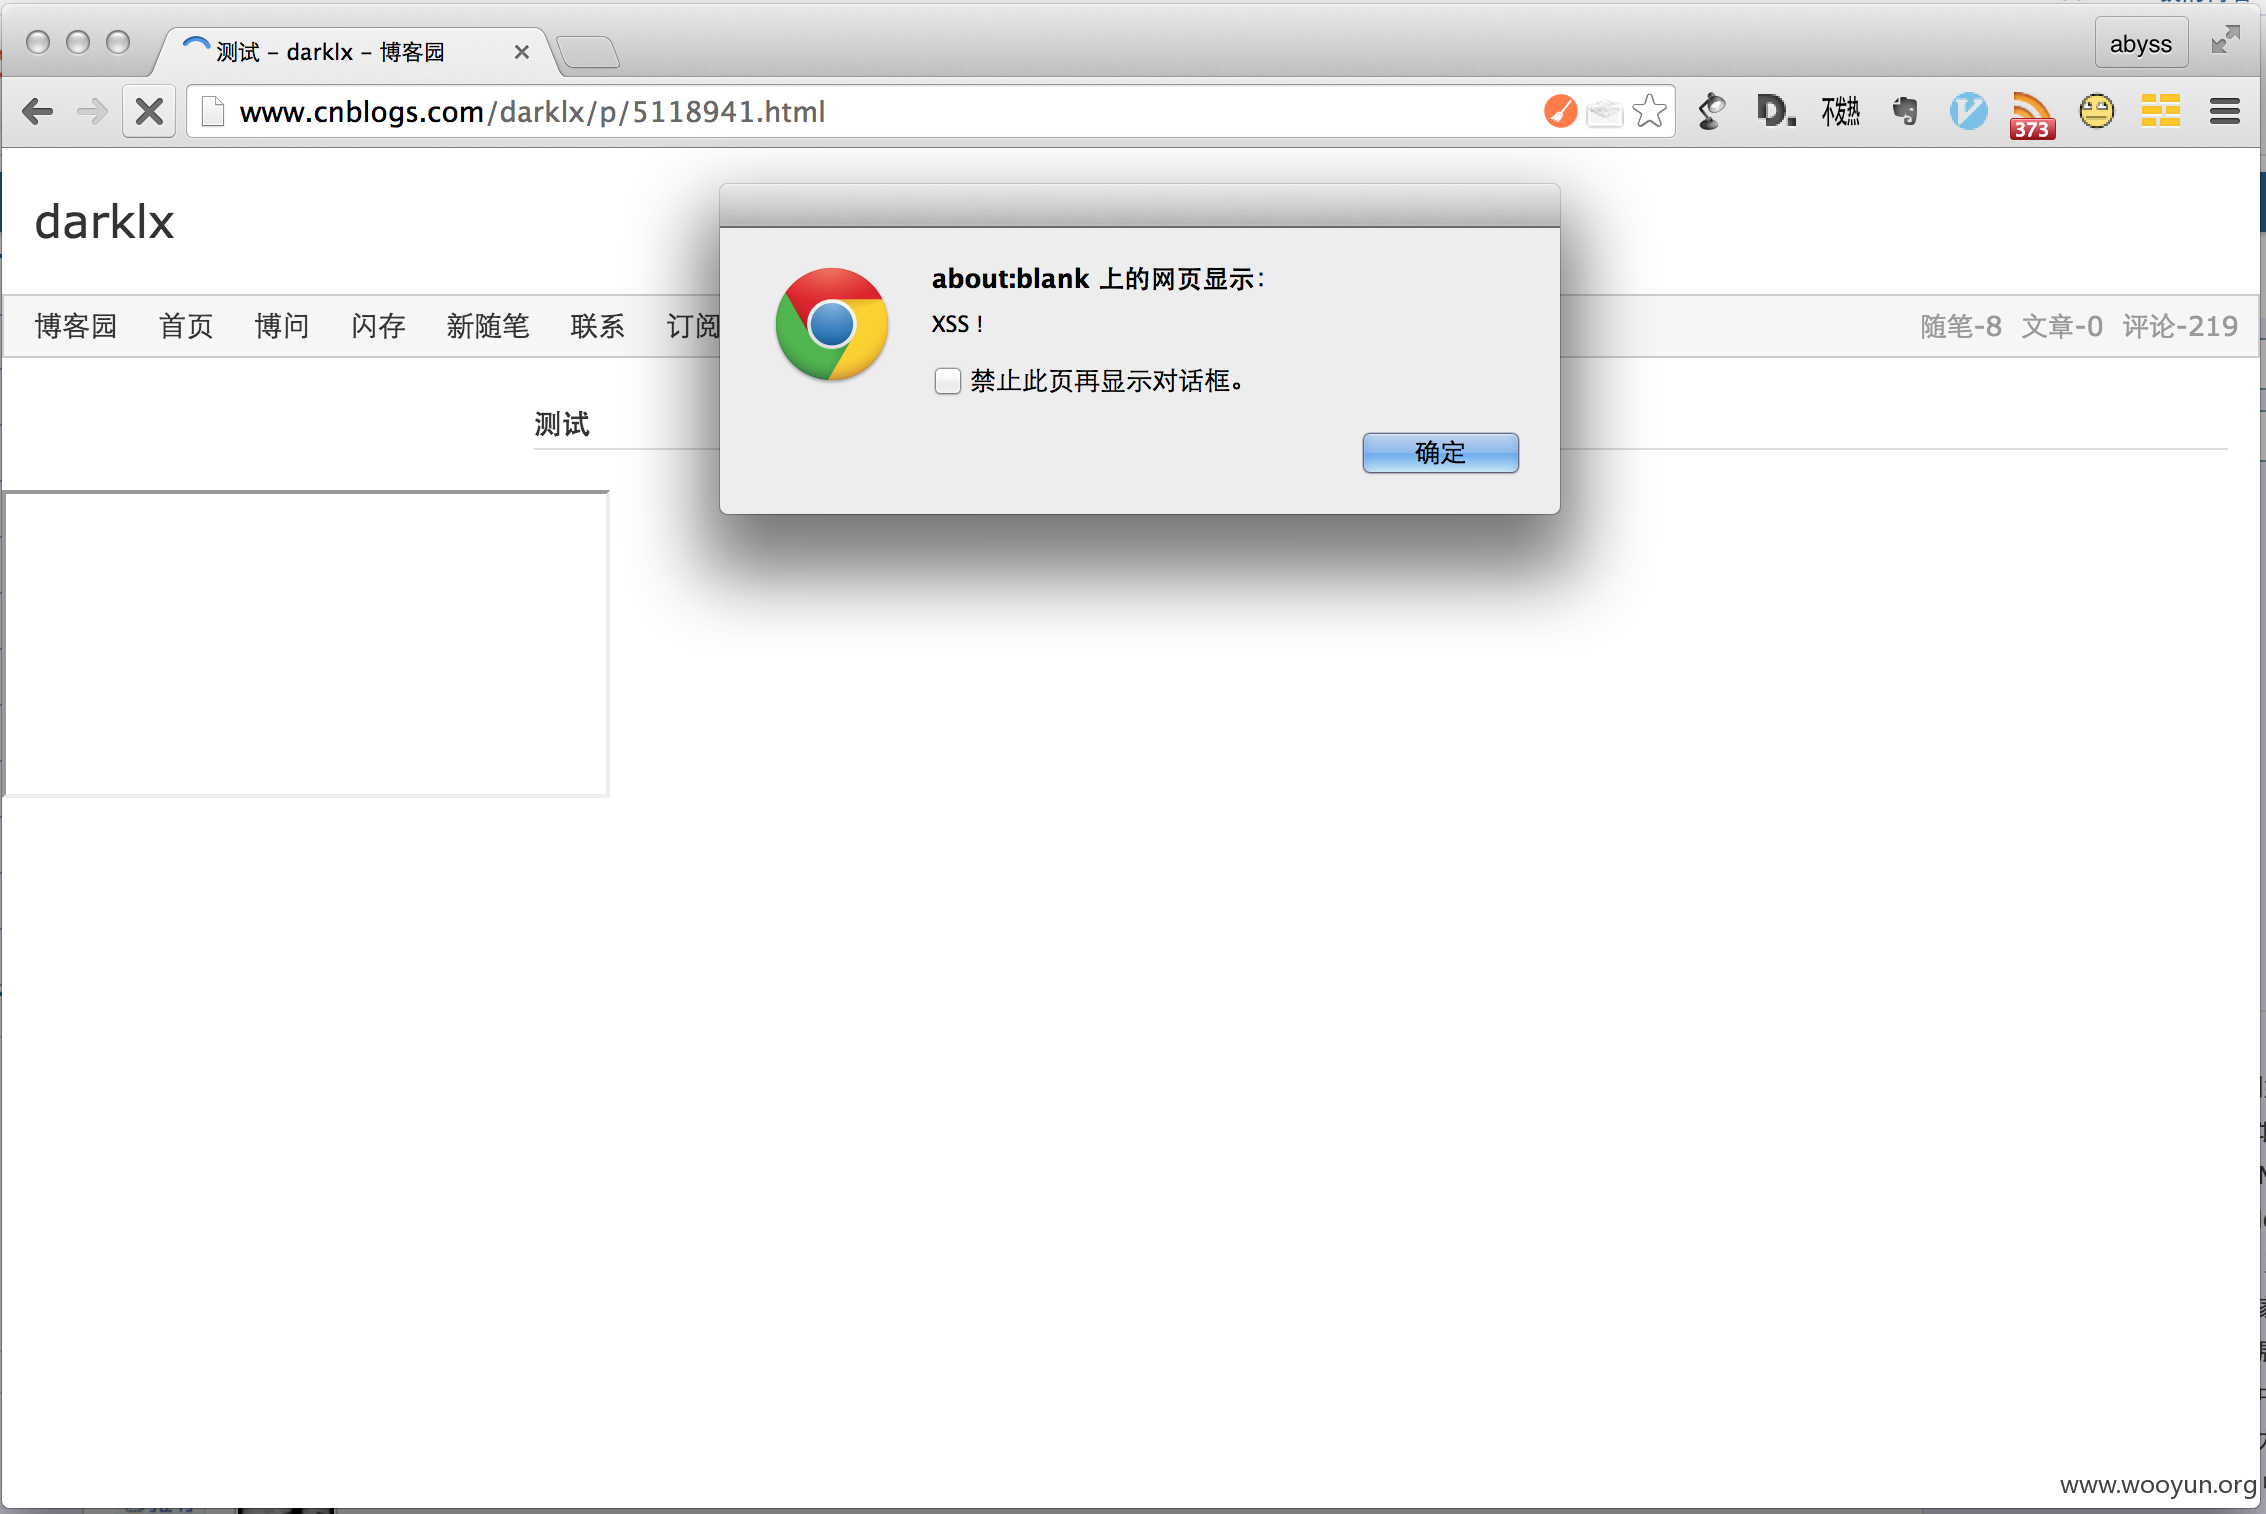 测试 – darklx – 博客园
abyss
www.cnblogs.com/darklx/p/5118941.html
D.
不发热
373
darklx
about:blank 上的网页显示：
XSS !
禁止此页再显示对话框。
确定
博客园 首页 博问 闪存 新随笔 联系 订阅
随笔-8 文章-0 评论-219
测试
www.wooyun.org